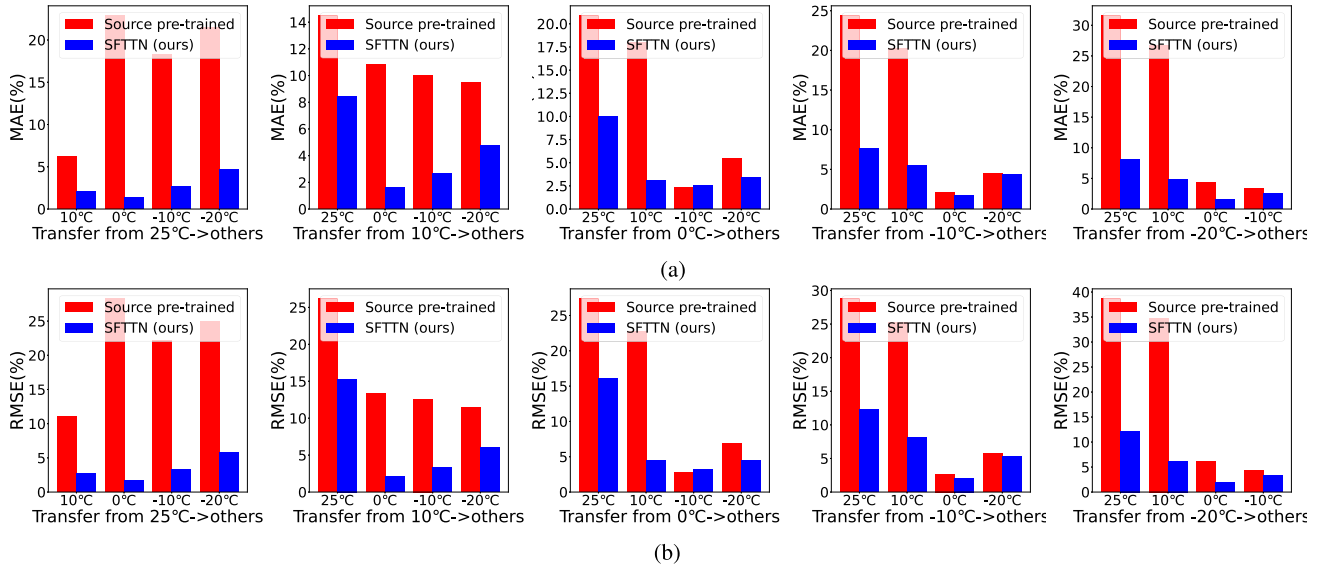 Source pre-trained
SFTTN (ours)
MAE(%)
20
15
10
5
0
10℃ 0℃ -10℃ -20℃
Transfer from 25℃->others
Source pre-trained
SFTTN (ours)
MAE(%)
14
12
10
8
6
4
2
0
25℃ 0℃ -10℃ -20℃
Transfer from 10℃->others
Source pre-trained
SFTTN (ours)
20.0
17.5
15.0
12.5
10.0
7.5
5.0
2.5
0.0
25℃ 10℃ -10℃ -20℃
Transfer from 0℃->others
Source pre-trained
SFTTN (ours)
MAE(%)
25
20
15
10
5
0
25℃ 10℃ 0℃ -20℃
Transfer from -10℃->others
Source pre-trained
SFTTN (ours)
MAE(%)
30
25
20
15
10
5
0
25℃ 10℃ 0℃ -10℃
Transfer from -20℃->others
(a)
Source pre-trained
SFTTN (ours)
RMSE(%)
25
20
15
10
5
0
10℃ 0℃ -10℃ -20℃
Transfer from 25℃->others
Source pre-trained
SFTTN (ours)
RMSE(%)
25
20
15
10
5
0
25℃ 0℃ -10℃ -20℃
Transfer from 10℃->others
Source pre-trained
SFTTN (ours)
RMSE(%)
25
20
15
10
5
0
25℃ 10℃ -10℃ -20℃
Transfer from 0℃->others
Source pre-trained
SFTTN (ours)
RMSE(%)
30
25
20
15
10
5
0
25℃ 10℃ 0℃ -20℃
Transfer from -10℃->others
Source pre-trained
SFTTN (ours)
RMSE(%)
40
35
30
25
20
15
10
5
0
25℃ 10℃ 0℃ -10℃
Transfer from -20℃->others
(b)